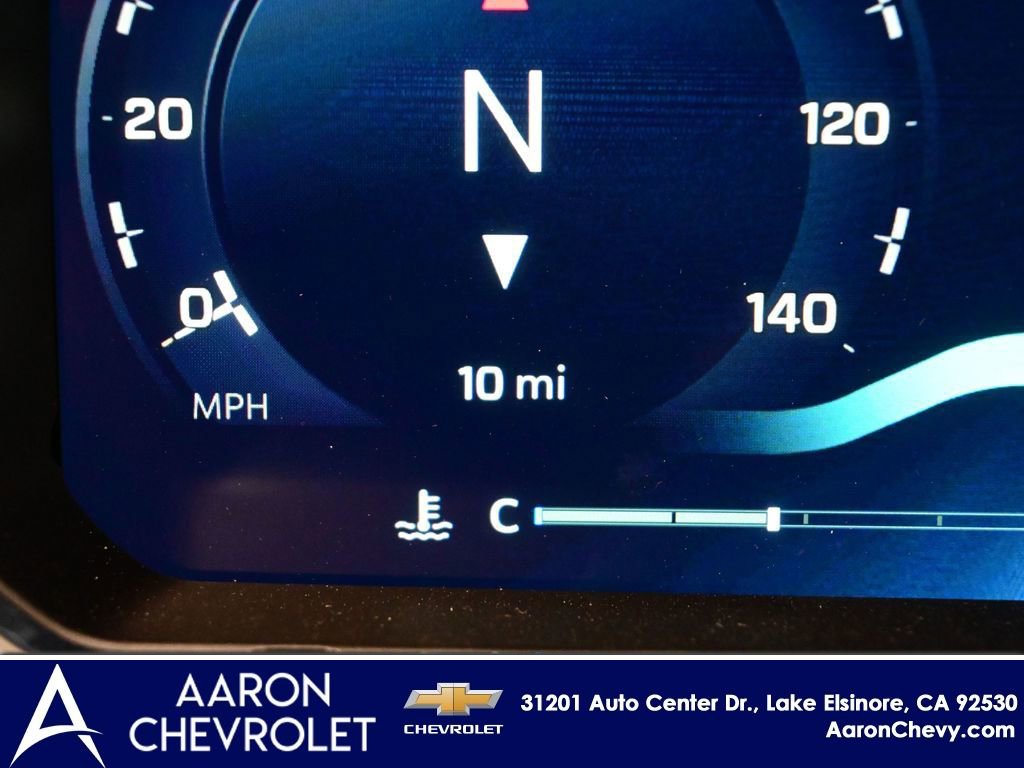 N
20
120
0
140
10 mi
MPH
C
AARON
CHEVROLET
CHEVROLET
31201 Auto Center Dr., Lake Elsinore, CA 92530
AaronChevy.com